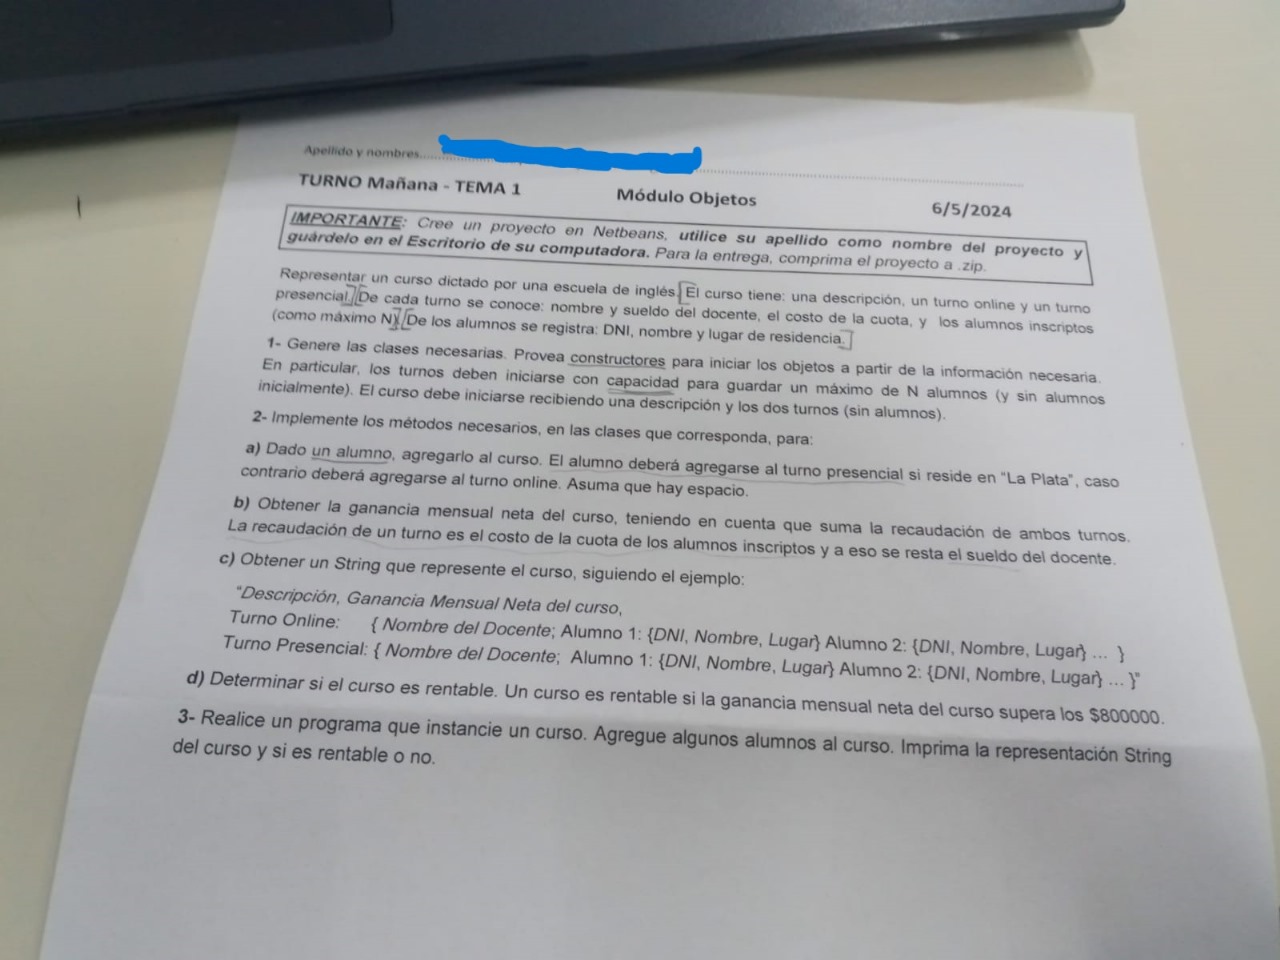 Apellido y nombres
TURNO Mañana - TEMA 1 Módulo Objetos 6/5/2024
IMPORTANTE: Cree un proyecto en Netbeans, utilice su apellido como nombre del proyecto y
guárdelo en el Escritorio de su computadora. Para la entrega, comprima el proyecto a .zip.
Representar un curso dictado por una escuela de inglés. El curso tiene: una descripción, un turno online y un turno
presencial. De cada turno se conoce: nombre y sueldo del docente, el costo de la cuota, y los alumnos inscriptos
(como máximo N). De los alumnos se registra: DNI, nombre y lugar de residencia.
1- Genere las clases necesarias. Provea constructores para iniciar los objetos a partir de la información necesaria.
En particular, los turnos deben iniciarse con capacidad para guardar un máximo de N alumnos (y sin alumnos
inicialmente). El curso debe iniciarse recibiendo una descripción y los dos turnos (sin alumnos).
2- Implemente los métodos necesarios, en las clases que corresponda, para:
a) Dado un alumno, agregarlo al curso. El alumno deberá agregarse al turno presencial si reside en “La Plata”, caso
contrario deberá agregarse al turno online. Asuma que hay espacio.
b) Obtener la ganancia mensual neta del curso, teniendo en cuenta que suma la recaudación de ambos turnos.
La recaudación de un turno es el costo de la cuota de los alumnos inscriptos y a eso se resta el sueldo del docente.
c) Obtener un String que represente el curso, siguiendo el ejemplo:
“Descripción, Ganancia Mensual Neta del curso,
Turno Online: { Nombre del Docente; Alumno 1: {DNI, Nombre, Lugar} Alumno 2: {DNI, Nombre, Lugar} ... }
Turno Presencial: { Nombre del Docente; Alumno 1: {DNI, Nombre, Lugar} Alumno 2: {DNI, Nombre, Lugar} ... }”
d) Determinar si el curso es rentable. Un curso es rentable si la ganancia mensual neta del curso supera los $800000.
3- Realice un programa que instancie un curso. Agregue algunos alumnos al curso. Imprima la representación String
del curso y si es rentable o no.